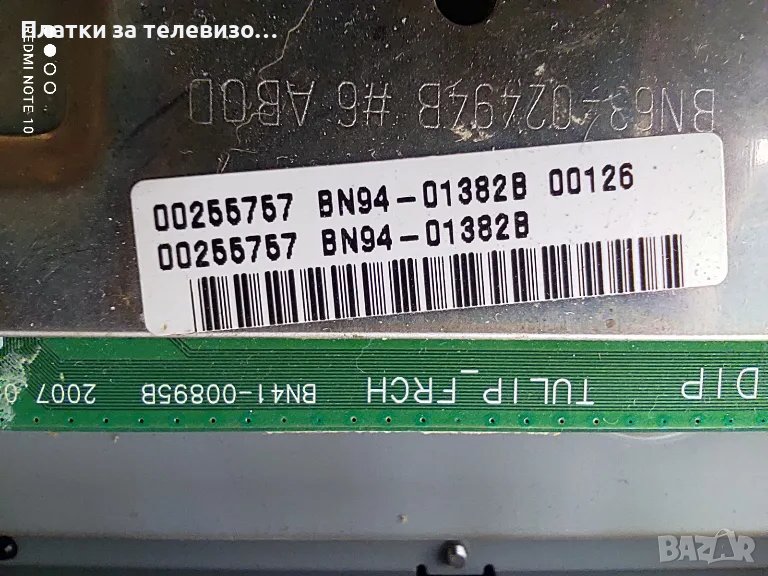 Платки за телевизо...
REDMI NOTE 10
BN63-02494B #6 ABOD
00255757 BN94-01382B 00126
00255757 BN94-01382B
DIP TULIP_FRCH BN41-00895B 2007
BAZAR